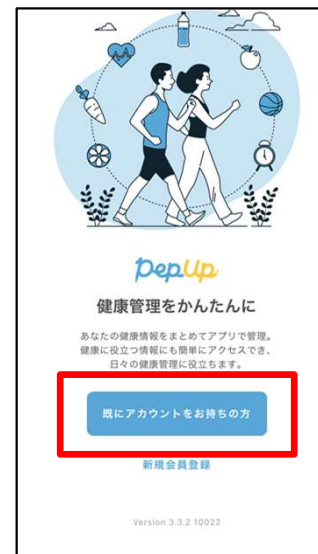 PepUp
健康管理をかんたんに
あなたの健康情報をまとめてアプリで管理。
健康に役立つ情報にも簡単にアクセスでき、
日々の健康管理に役立ちます。
既にアカウントをお持ちの方
新規会員登録
Version 3.3.2 10022